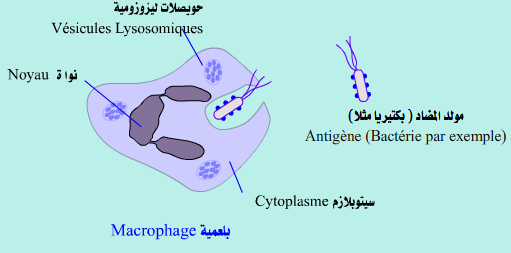 حويصلات ليزوزومية
Vésicules Lysosomiques
Noyau نواة
مولد المضاد ( بكتيريا مثلا)
Antigène (Bactérie par exemple)
Cytoplasme سيتوبلازم
Macrophage بلعمية